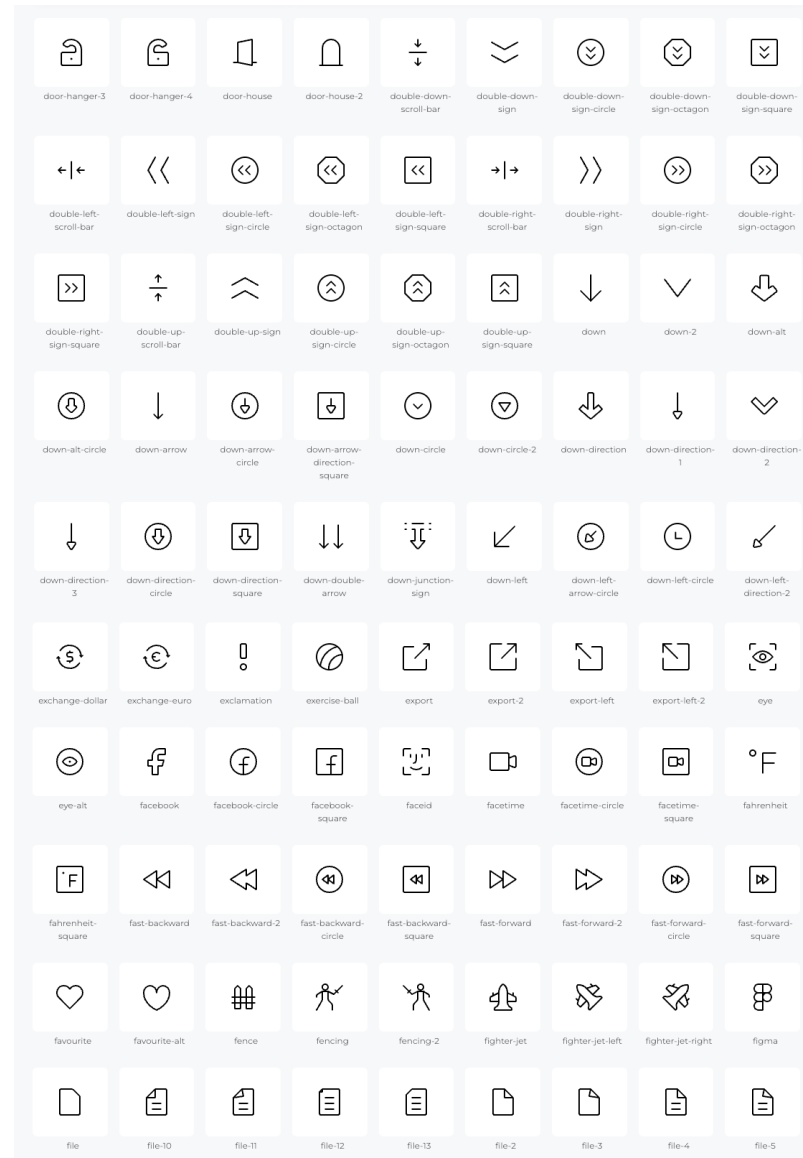 door-hanger-3
door-hanger-4
door-house
door-house-2
double-down-
scroll-bar
double-down-
sign
double-down-
sign-circle
double-down-
sign-octagon
double-down-
sign-square
double-left-
scroll-bar
double-left-sign
double-left-
sign-circle
double-left-
sign-octagon
double-left-
sign-square
double-right-
scroll-bar
double-right-
sign
double-right-
sign-circle
double-right-
sign-octagon
double-right-
sign-square
double-up-
scroll-bar
double-up-sign
double-up-
sign-circle
double-up-
sign-octagon
double-up-
sign-square
down
down-2
down-alt
down-alt-circle
down-arrow
down-arrow-
circle
down-arrow-
direction-
square
down-circle
down-circle-2
down-direction
down-direction-
1
down-direction-
2
down-direction-
3
down-direction-
circle
down-direction-
square
down-double-
arrow
down-junction-
sign
down-left
down-left-
arrow-circle
down-left-circle
down-left-
direction-2
$
exchange-dollar
€
exchange-euro
exclamation
exercise-ball
export
export-2
export-left
export-left-2
eye
eye-alt
f
facebook
f
facebook-circle
f
facebook-
square
faceid
facetime
facetime-circle
facetime-
square
°F
fahrenheit
°F
fahrenheit-
square
fast-backward
fast-backward-2
fast-backward-
circle
fast-backward-
square
fast-forward
fast-forward-2
fast-forward-
circle
fast-forward-
square
favourite
favourite-alt
fence
fencing
fencing-2
fighter-jet
fighter-jet-left
fighter-jet-right
figma
file
file-10
file-11
file-12
file-13
file-2
file-3
file-4
file-5